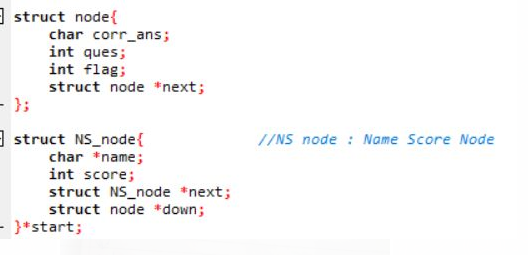 struct node{
char corr_ans;
int ques;
int flag;
struct node *next;
};
struct NS_node{ //NS node : Name Score Node
char *name;
int score;
struct NS_node *next;
struct node *down;
}*start;